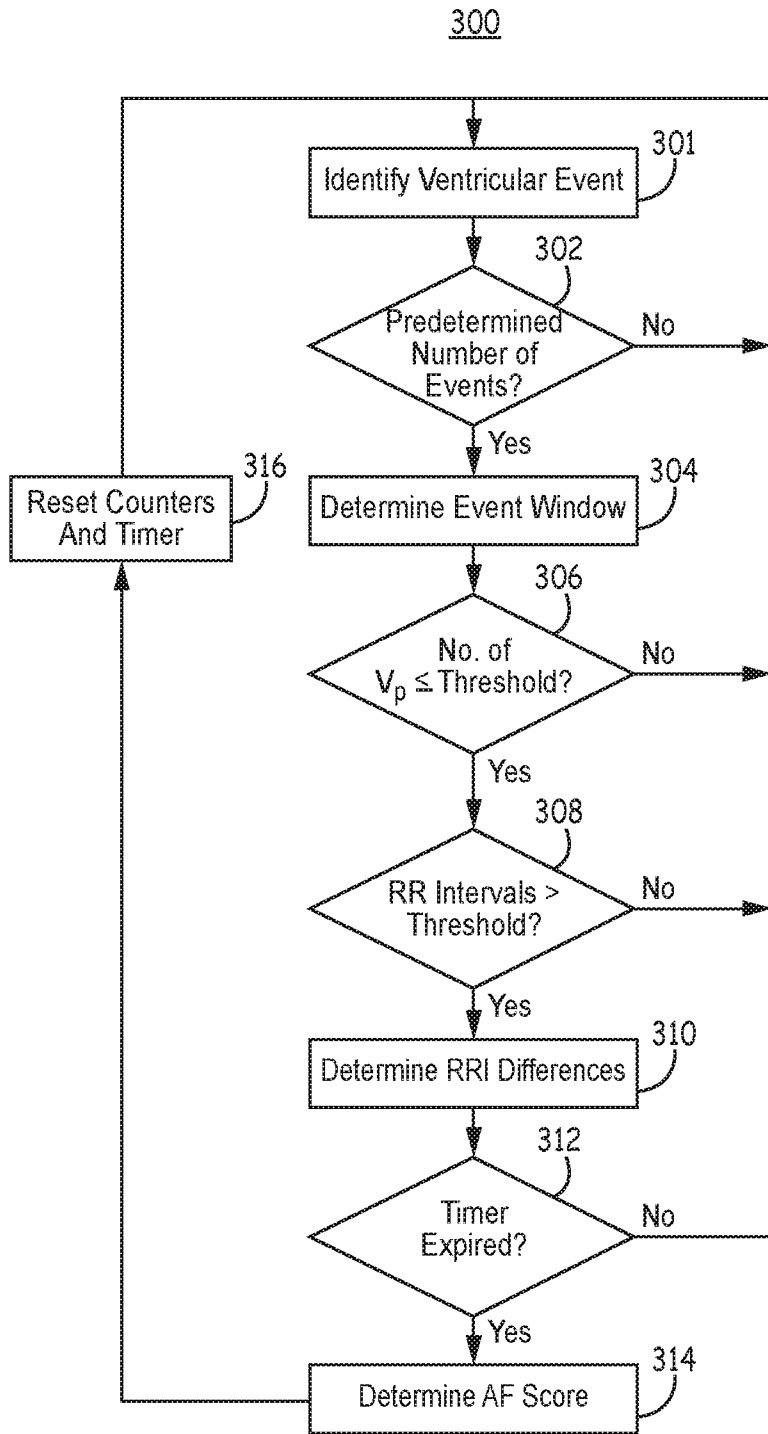 300
301
Identify Ventricular Event
302
Predetermined
Number of
Events?
No
Yes
304
Determine Event Window
316
Reset Counters
And Timer
306
No. of
Vp ≤ Threshold?
No
Yes
308
RR Intervals >
Threshold?
No
Yes
310
Determine RRI Differences
312
Timer
Expired?
No
Yes
314
Determine AF Score